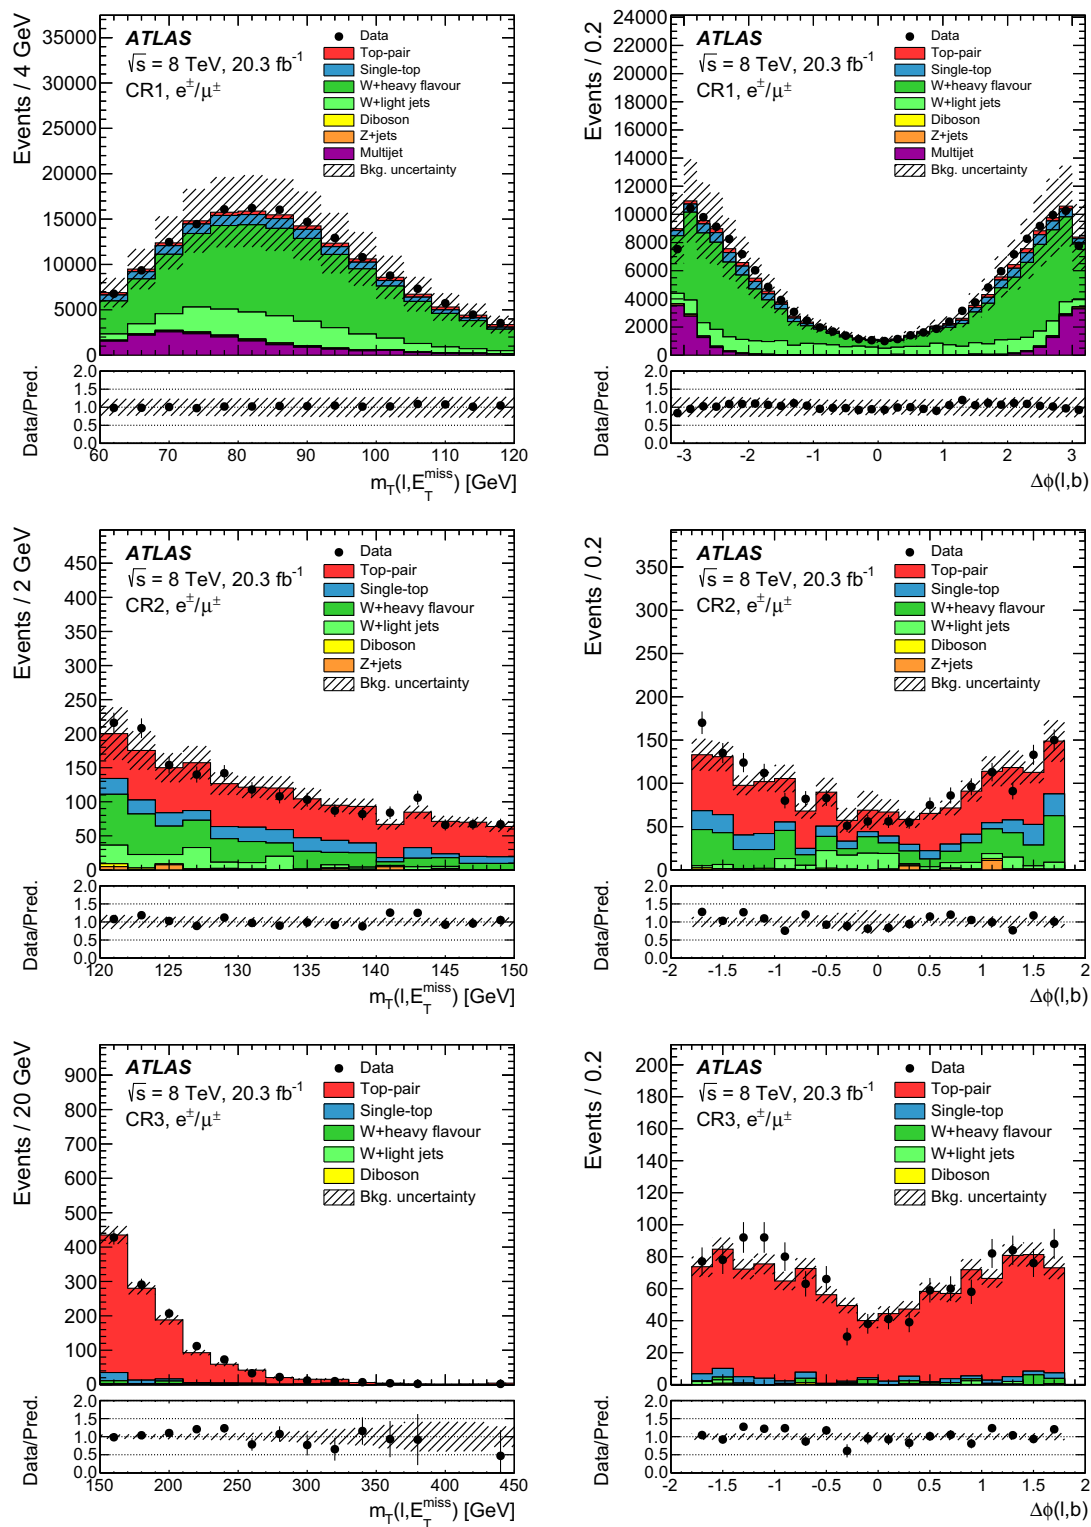 Events / 4 GeV
35000
30000
25000
20000
15000
10000
5000
0
ATLAS
√s = 8 TeV, 20.3 fb⁻¹
CR1, e±/μ±
Data
Top-pair
Single-top
W+heavy flavour
W+light jets
Diboson
Z+jets
Multijet
Bkg. uncertainty
Data/Pred.
2.0
1.5
1.0
0.5
0.0
60 70 80 90 100 110 120
m_T(l,E_T^miss) [GeV]
Events / 0.2
24000
22000
20000
18000
16000
14000
12000
10000
8000
6000
4000
2000
0
ATLAS
√s = 8 TeV, 20.3 fb⁻¹
CR1, e±/μ±
Data
Top-pair
Single-top
W+heavy flavour
W+light jets
Diboson
Z+jets
Multijet
Bkg. uncertainty
Data/Pred.
2.0
1.5
1.0
0.5
0.0
-3 -2 -1 0 1 2 3
Δφ(l,b)
Events / 2 GeV
450
400
350
300
250
200
150
100
50
0
ATLAS
√s = 8 TeV, 20.3 fb⁻¹
CR2, e±/μ±
Data
Top-pair
Single-top
W+heavy flavour
W+light jets
Diboson
Z+jets
Bkg. uncertainty
Data/Pred.
2.0
1.5
1.0
0.5
0.0
120 125 130 135 140 145 150
m_T(l,E_T^miss) [GeV]
Events / 0.2
350
300
250
200
150
100
50
0
ATLAS
√s = 8 TeV, 20.3 fb⁻¹
CR2, e±/μ±
Data
Top-pair
Single-top
W+heavy flavour
W+light jets
Diboson
Z+jets
Bkg. uncertainty
Data/Pred.
2.0
1.5
1.0
0.5
0.0
-2 -1.5 -1 -0.5 0 0.5 1 1.5 2
Δφ(l,b)
Events / 20 GeV
900
800
700
600
500
400
300
200
100
0
ATLAS
√s = 8 TeV, 20.3 fb⁻¹
CR3, e±/μ±
Data
Top-pair
Single-top
W+heavy flavour
W+light jets
Diboson
Bkg. uncertainty
Data/Pred.
2.0
1.5
1.0
0.5
0.0
150 200 250 300 350 400 450
m_T(l,E_T^miss) [GeV]
Events / 0.2
200
180
160
140
120
100
80
60
40
20
0
ATLAS
√s = 8 TeV, 20.3 fb⁻¹
CR3, e±/μ±
Data
Top-pair
Single-top
W+heavy flavour
W+light jets
Diboson
Bkg. uncertainty
Data/Pred.
2.0
1.5
1.0
0.5
0.0
-2 -1.5 -1 -0.5 0 0.5 1 1.5 2
Δφ(l,b)